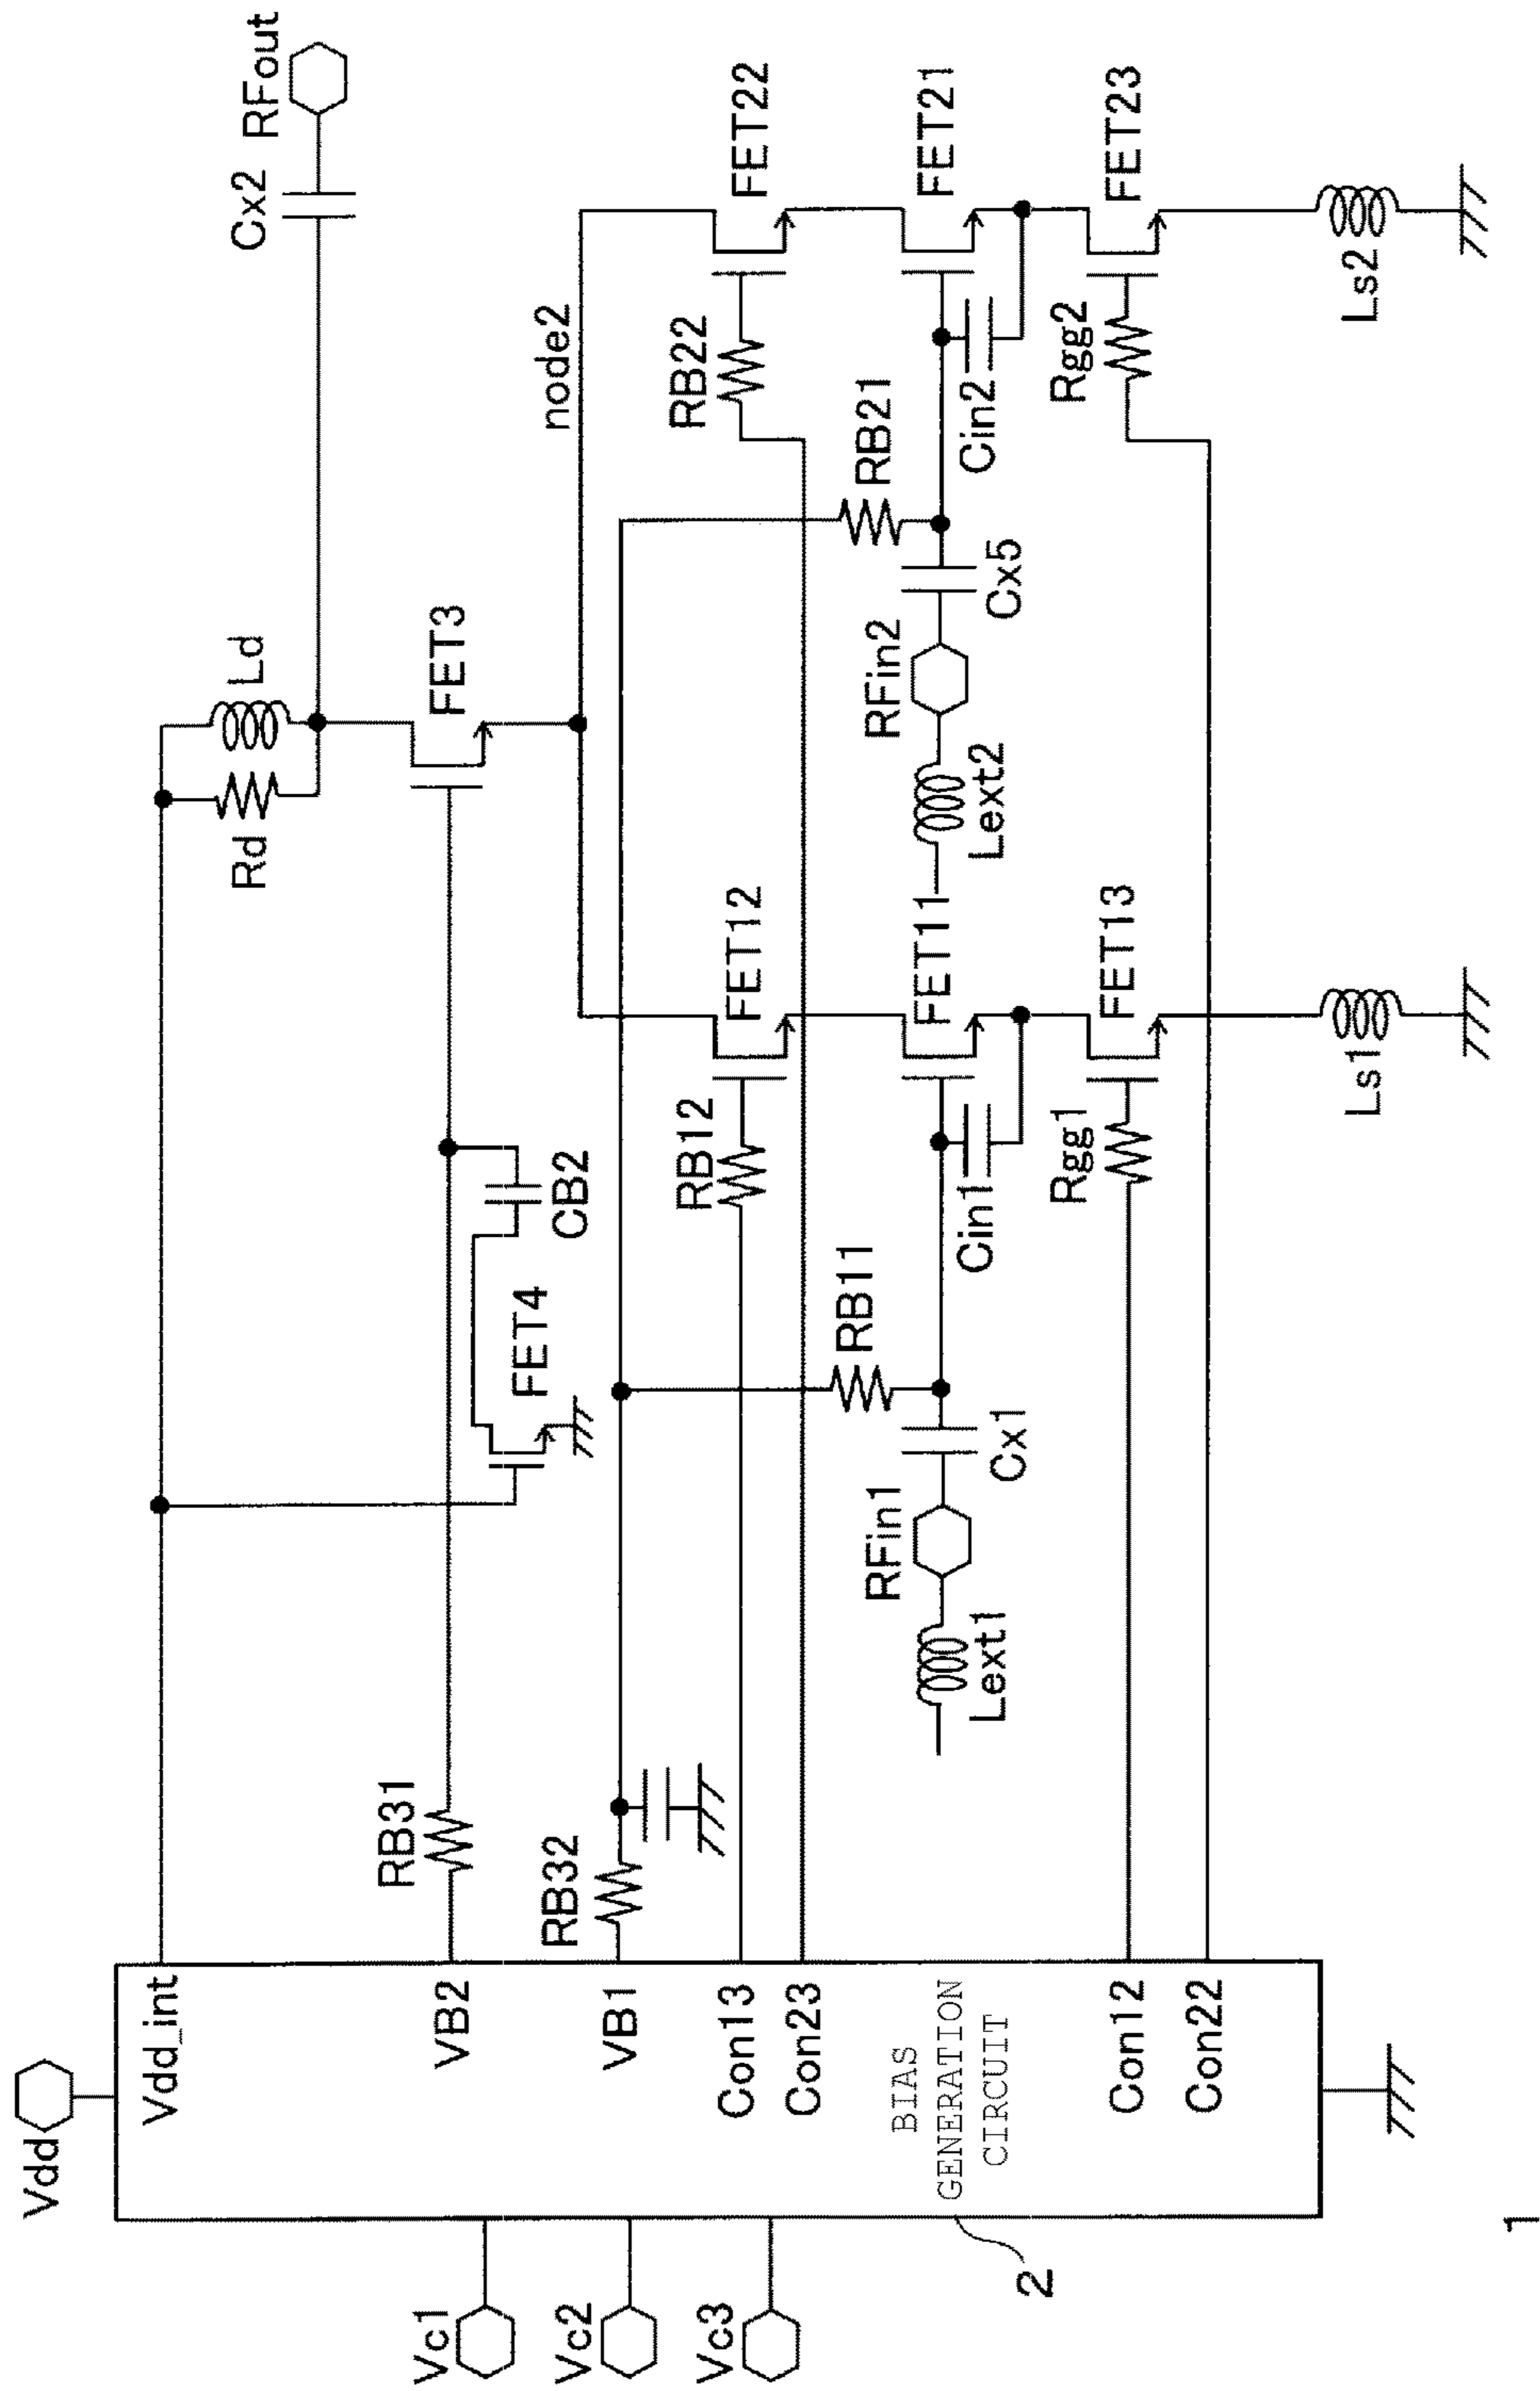 Vdd
Vc1
Vc2
Vc3
Vdd_int
VB2
VB1
Con13
Con23
BIAS
GENERATION
CIRCUIT
Con12
Con22
2
1
RB31
RB32
FET4
CB2
Rd
Ld
Cx2
RFout
FET3
node2
RB12
FET12
RB22
FET22
RB11
RB21
Lext1
RFin1
Cx1
Cin1
FET11
Lext2
RFin2
Cx5
Cin2
FET21
Rgg1
FET13
Rgg2
FET23
Ls1
Ls2